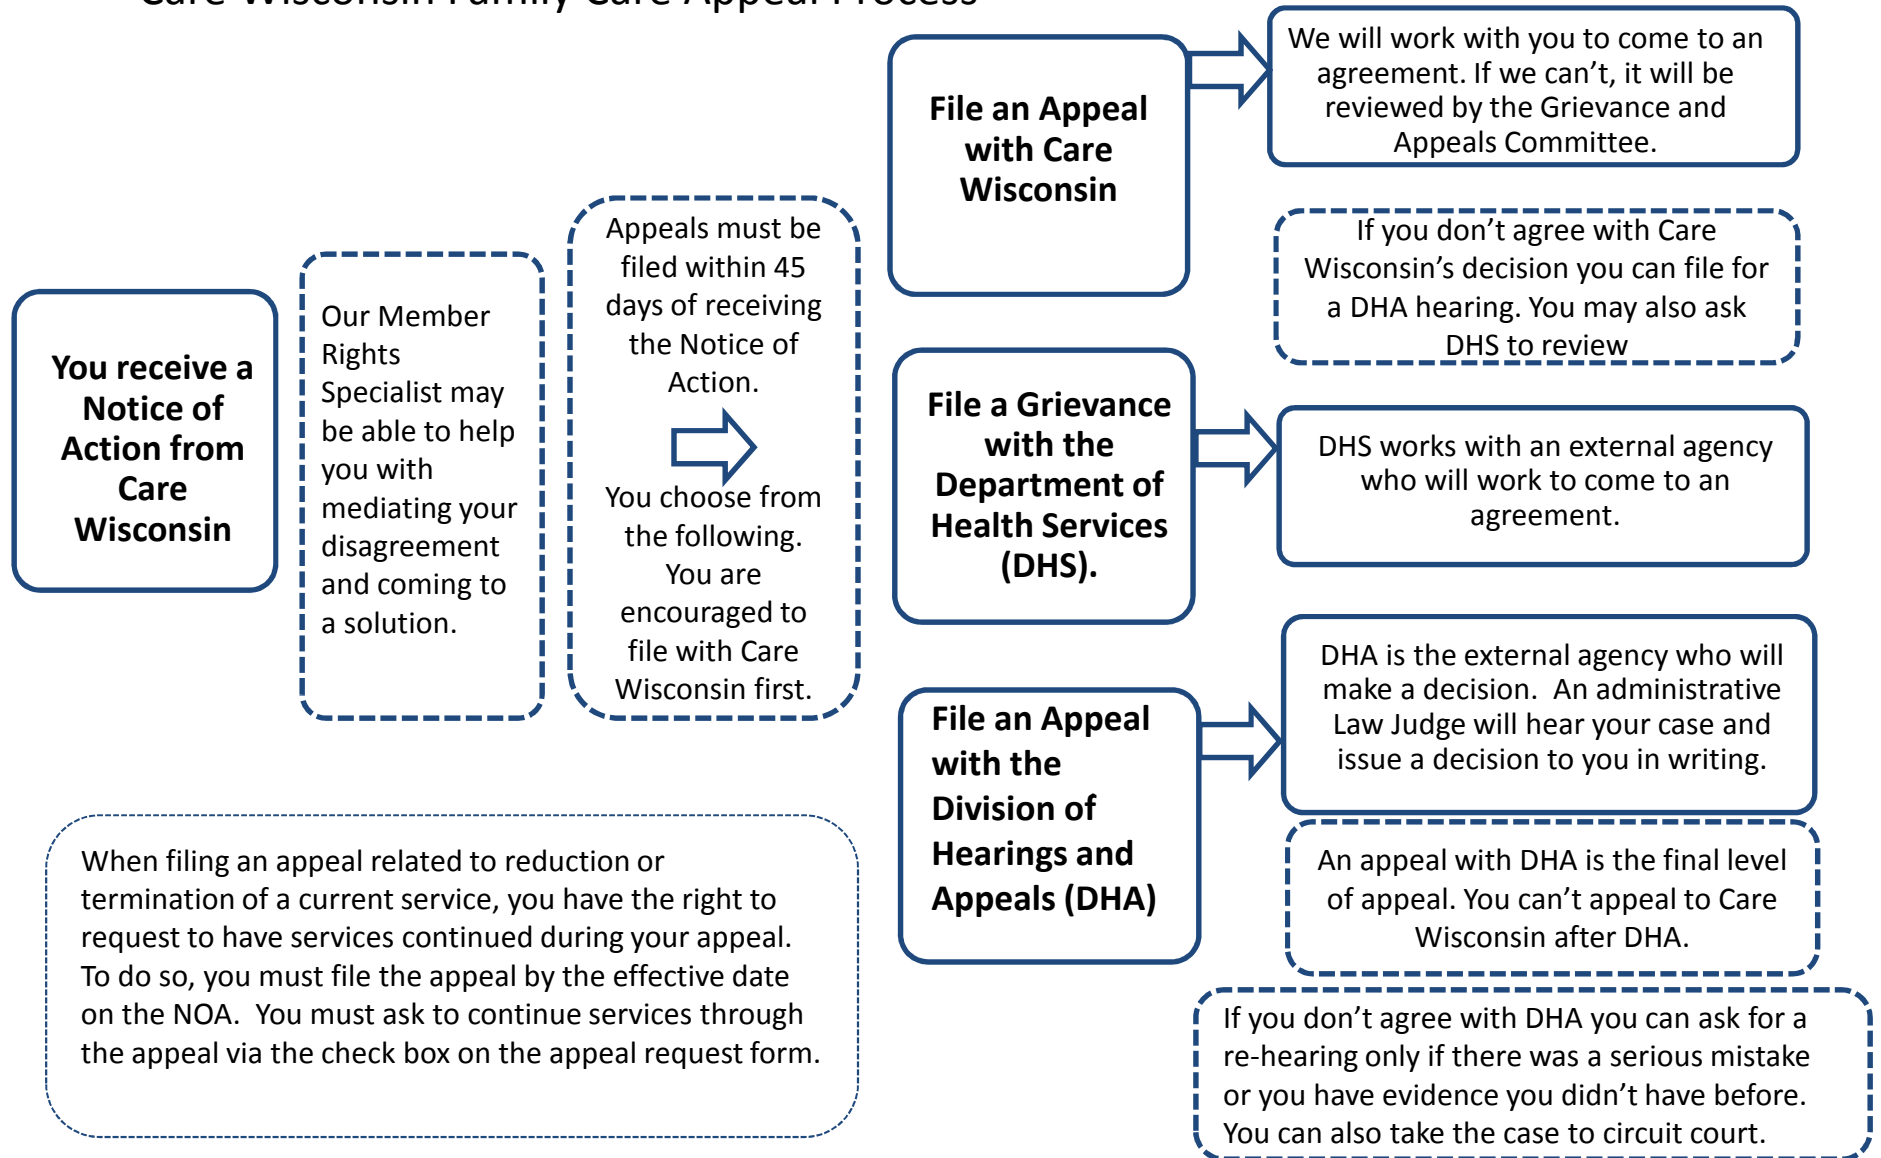 Care Wisconsin Family Care Appeal Process
You receive a
Notice of
Action from
Care
Wisconsin
Our Member
Rights
Specialist may
be able to help
you with
mediating your
disagreement
and coming to
a solution.
Appeals must be
filed within 45
days of receiving
the Notice of
Action.
You choose from
the following.
You are
encouraged to
file with Care
Wisconsin first.
File an Appeal
with Care
Wisconsin
We will work with you to come to an
agreement. If we can’t, it will be
reviewed by the Grievance and
Appeals Committee.
If you don’t agree with Care
Wisconsin’s decision you can file for
a DHA hearing. You may also ask
DHS to review
File a Grievance
with the
Department of
Health Services
(DHS).
DHS works with an external agency
who will work to come to an
agreement.
File an Appeal
with the
Division of
Hearings and
Appeals (DHA)
DHA is the external agency who will
make a decision.  An administrative
Law Judge will hear your case and
issue a decision to you in writing.
An appeal with DHA is the final level
of appeal. You can’t appeal to Care
Wisconsin after DHA.
If you don’t agree with DHA you can ask for a
re-hearing only if there was a serious mistake
or you have evidence you didn’t have before.
You can also take the case to circuit court.
When filing an appeal related to reduction or
termination of a current service, you have the right to
request to have services continued during your appeal.
To do so, you must file the appeal by the effective date
on the NOA.  You must ask to continue services through
the appeal via the check box on the appeal request form.